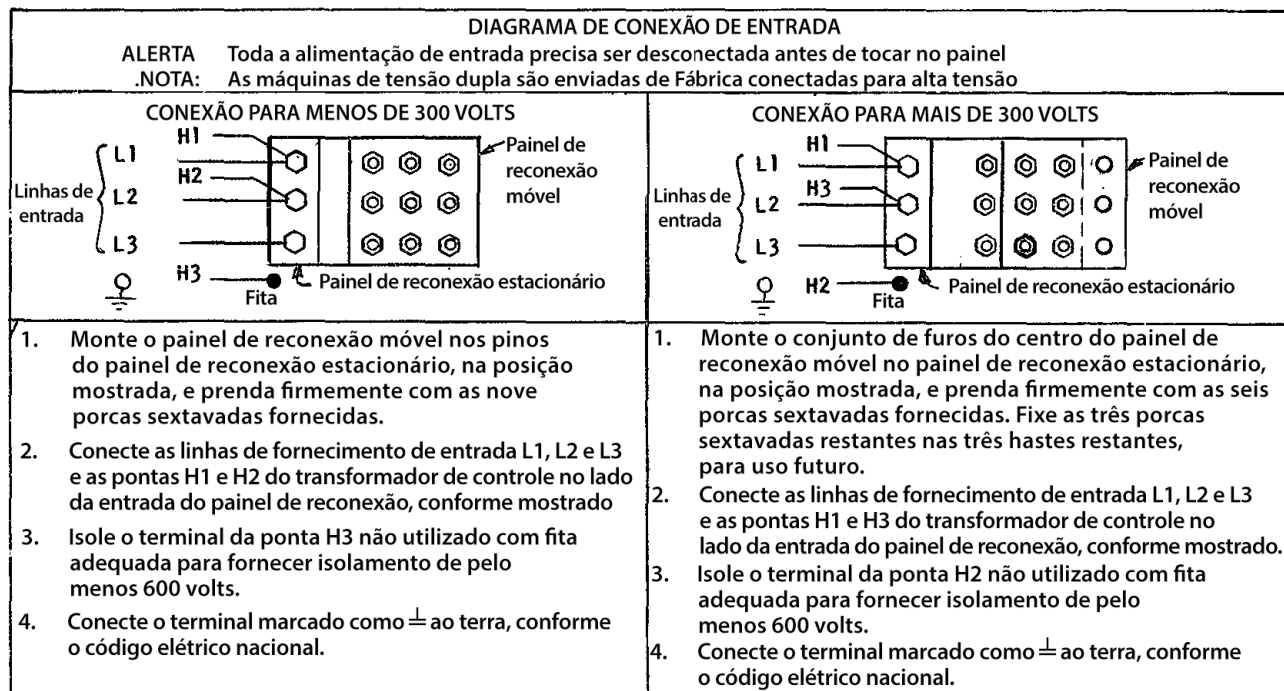 DIAGRAMA DE CONEXÃO DE ENTRADA
ALERTA Toda a alimentação de entrada precisa ser desconectada antes de tocar no painel
.NOTA: As máquinas de tensão dupla são enviadas de Fábrica conectadas para alta tensão
CONEXÃO PARA MENOS DE 300 VOLTS
H1
L1
H2
L2
L3
H3
Linhas de
entrada
Painel de
reconexão
móvel
Painel de reconexão estacionário
Fita
1. Monte o painel de reconexão móvel nos pinos
do painel de reconexão estacionário, na posição
mostrada, e prenda firmemente com as nove
porcas sextavadas fornecidas.
2. Conecte as linhas de fornecimento de entrada L1, L2 e L3
e as pontas H1 e H2 do transformador de controle no lado
da entrada do painel de reconexão, conforme mostrado
3. Isole o terminal da ponta H3 não utilizado com fita
adequada para fornecer isolamento de pelo
menos 600 volts.
4. Conecte o terminal marcado como ⏚ ao terra, conforme
o código elétrico nacional.
CONEXÃO PARA MAIS DE 300 VOLTS
H1
L1
H3
L2
L3
H2
Linhas de
entrada
Painel de
reconexão
móvel
Painel de reconexão estacionário
Fita
1. Monte o conjunto de furos do centro do painel de
reconexão móvel no painel de reconexão estacionário,
na posição mostrada, e prenda firmemente com as seis
porcas sextavadas fornecidas. Fixe as três porcas
sextavadas restantes nas três hastes restantes,
para uso futuro.
2. Conecte as linhas de fornecimento de entrada L1, L2 e L3
e as pontas H1 e H3 do transformador de controle no
lado da entrada do painel de reconexão, conforme mostrado.
3. Isole o terminal da ponta H2 não utilizado com fita
adequada para fornecer isolamento de pelo
menos 600 volts.
4. Conecte o terminal marcado como ⏚ ao terra, conforme
o código elétrico nacional.